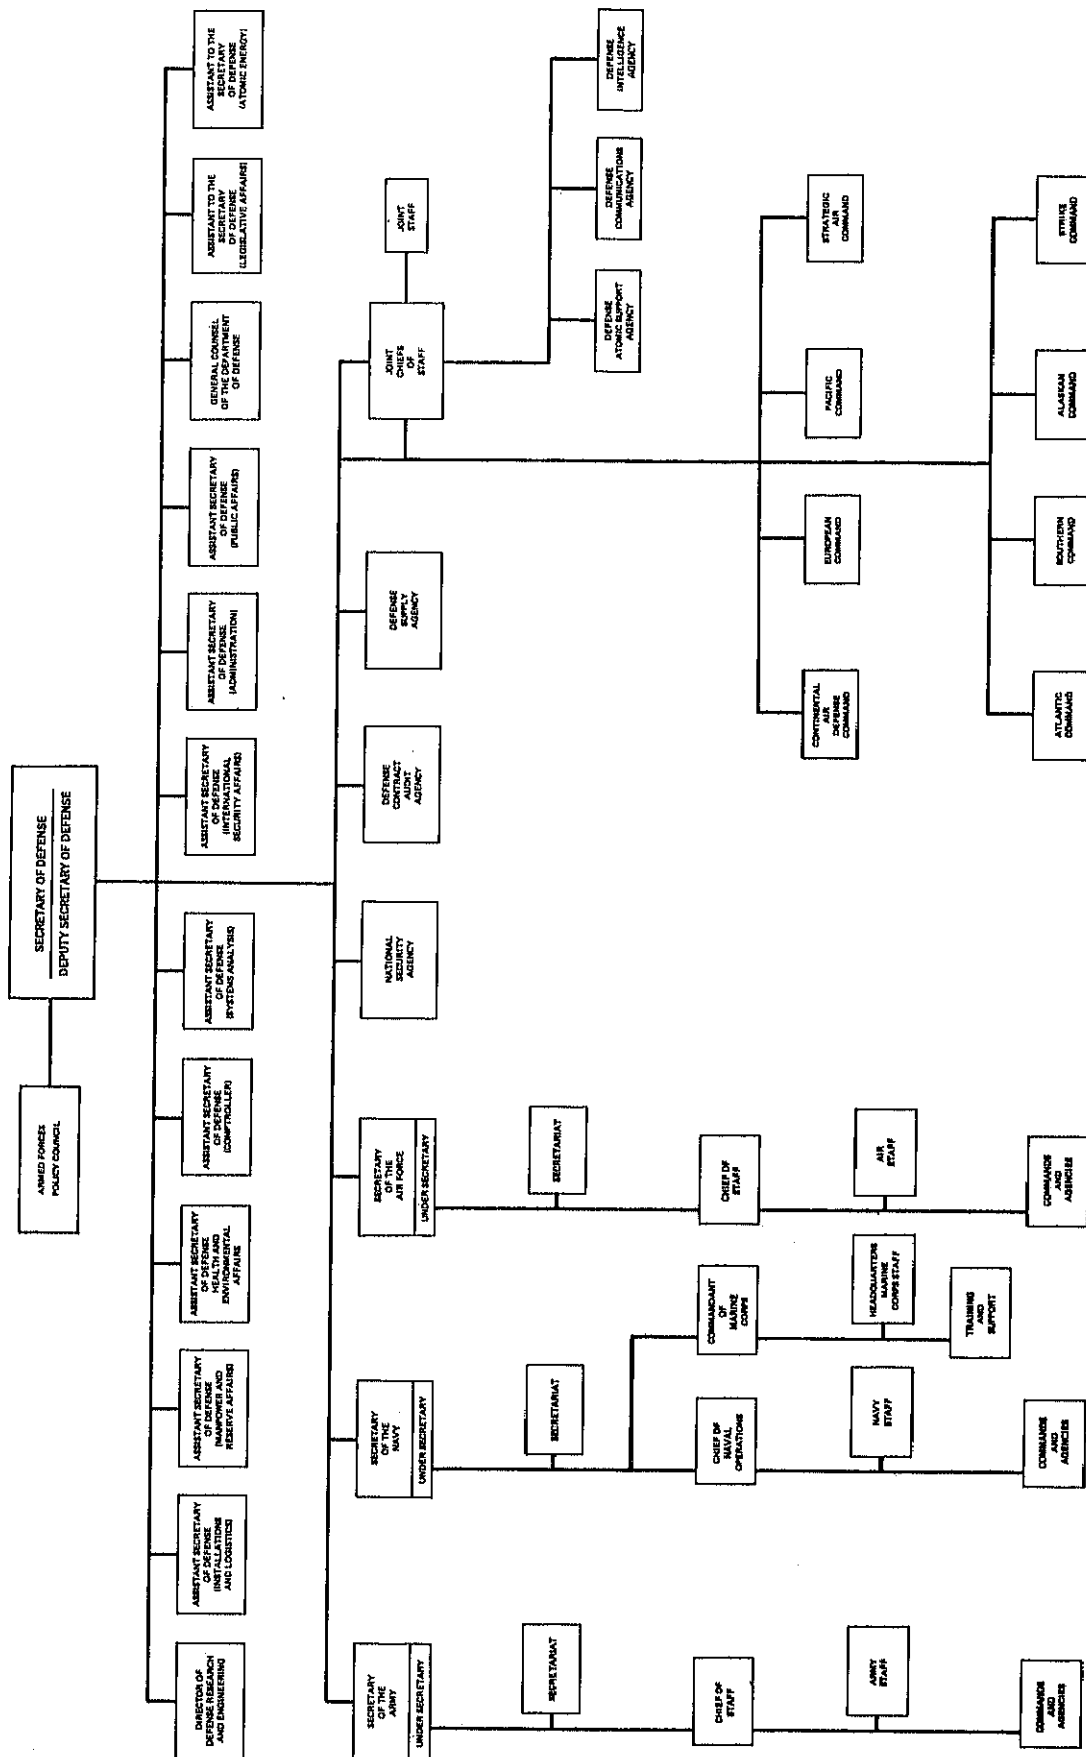 SECRETARY OF DEFENSE
DEPUTY SECRETARY OF DEFENSE
ARMED FORCES
POLICY COUNCIL
DIRECTOR OF
DEFENSE RESEARCH
AND ENGINEERING
ASSISTANT SECRETARY
OF DEFENSE
(INSTALLATIONS
AND LOGISTICS)
ASSISTANT SECRETARY
OF DEFENSE
(MANPOWER AND
RESERVE AFFAIRS)
ASSISTANT SECRETARY
OF DEFENSE
HEALTH AND
ENVIRONMENTAL
AFFAIRS
ASSISTANT SECRETARY
OF DEFENSE
(COMPTROLLER)
ASSISTANT SECRETARY
OF DEFENSE
(SYSTEMS ANALYSIS)
ASSISTANT SECRETARY
OF DEFENSE
(INTERNATIONAL
SECURITY AFFAIRS)
ASSISTANT SECRETARY
OF DEFENSE
(ADMINISTRATION)
ASSISTANT SECRETARY
OF DEFENSE
(PUBLIC AFFAIRS)
GENERAL COUNSEL
OF THE DEPARTMENT
OF DEFENSE
ASSISTANT TO THE
SECRETARY
OF DEFENSE
(LEGISLATIVE AFFAIRS)
ASSISTANT TO THE
SECRETARY
OF DEFENSE
(ATOMIC ENERGY)
SECRETARY
OF THE
ARMY
UNDER SECRETARY
SECRETARY
OF THE
NAVY
UNDER SECRETARY
SECRETARY
OF THE
AIR FORCE
UNDER SECRETARY
NATIONAL
SECURITY
AGENCY
DEFENSE
CONTRACT
AUDIT
AGENCY
DEFENSE
SUPPLY
AGENCY
JOINT
CHIEFS
OF
STAFF
JOINT
STAFF
SECRETARIAT
SECRETARIAT
SECRETARIAT
DEFENSE
ATOMIC SUPPORT
AGENCY
DEFENSE
COMMUNICATIONS
AGENCY
DEFENSE
INTELLIGENCE
AGENCY
CHIEF OF
STAFF
CHIEF OF
NAVAL
OPERATIONS
COMMANDANT
OF
MARINE
CORPS
CHIEF OF
STAFF
CONTINENTAL
AIR
DEFENSE
COMMAND
EUROPEAN
COMMAND
PACIFIC
COMMAND
STRATEGIC
AIR
COMMAND
ARMY
STAFF
NAVY
STAFF
HEADQUARTERS
MARINE
CORPS STAFF
AIR
STAFF
TRAINING
AND
SUPPORT
COMMANDS
AND
AGENCIES
COMMANDS
AND
AGENCIES
COMMANDS
AND
AGENCIES
ATLANTIC
COMMAND
SOUTHERN
COMMAND
ALASKAN
COMMAND
STRIKE
COMMAND